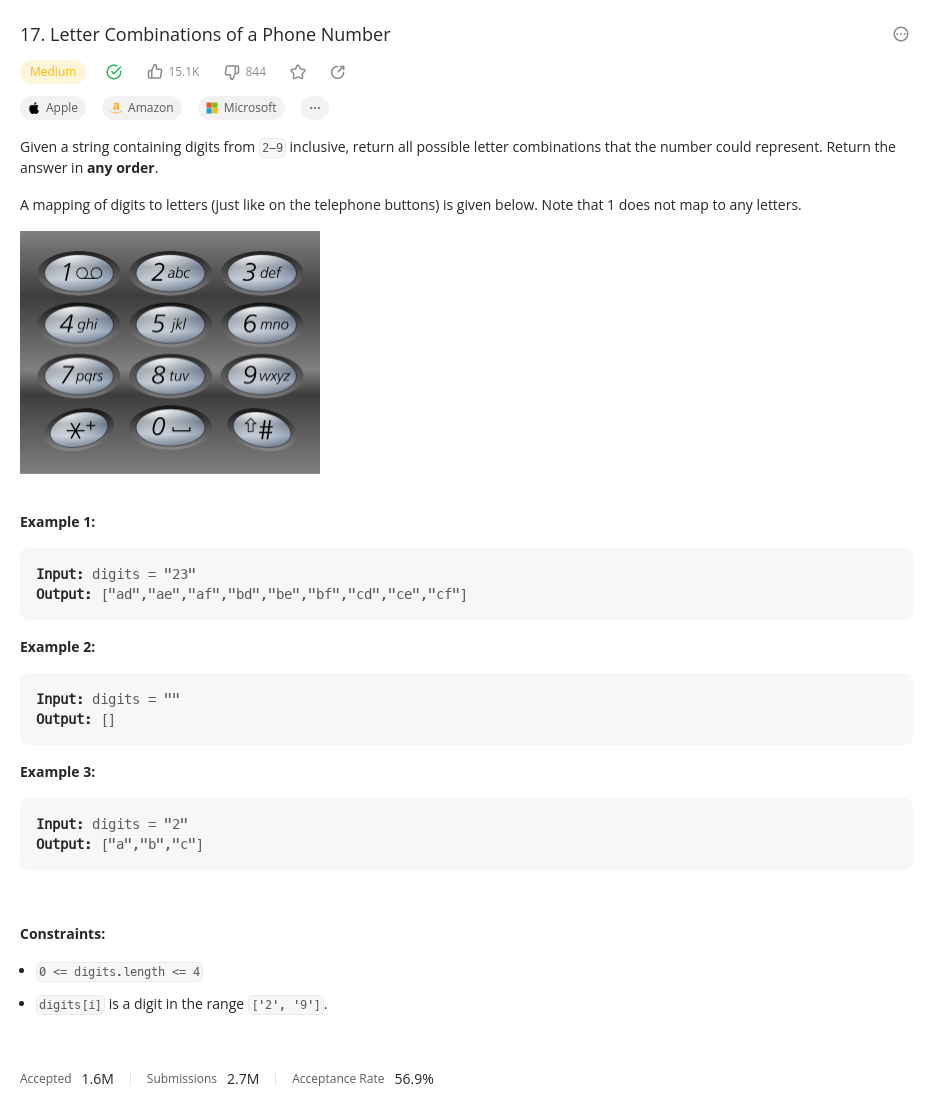 17. Letter Combinations of a Phone Number
Medium 15.1K 844
Apple Amazon Microsoft ...
Given a string containing digits from 2-9 inclusive, return all possible letter combinations that the number could represent. Return the
answer in any order.
A mapping of digits to letters (just like on the telephone buttons) is given below. Note that 1 does not map to any letters.
1 2 abc 3 def
4 ghi 5 jkl 6 mno
7 pqrs 8 tuv 9 wxyz
*+ 0 ⇧#
Example 1:
Input: digits = "23"
Output: ["ad","ae","af","bd","be","bf","cd","ce","cf"]
Example 2:
Input: digits = ""
Output: []
Example 3:
Input: digits = "2"
Output: ["a","b","c"]
Constraints:
• 0 <= digits.length <= 4
• digits[i] is a digit in the range ['2', '9'].
Accepted 1.6M Submissions 2.7M Acceptance Rate 56.9%